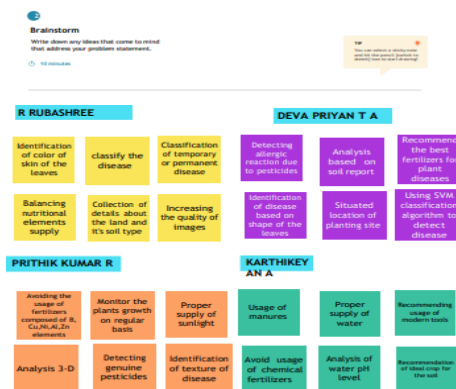 2
Brainstorm
Write down any ideas that come to mind
that address your problem statement.
10 minutes
TIP
You can select a sticky note
and hit the pencil [switch to
sketch] icon to start drawing!
R RUBASHREE
Identification
of color of
skin of the
leaves
classify the
disease
Classification
of temporary
or permanent
disease
Balancing
nutritional
elements
supply
Collection of
details about
the land and
it's soil type
Increasing
the quality of
images
DEVA PRIYAN T A
Detecting
allergic
reaction due
to pesticides
Analysis
based on
soil report
Recommend
the best
fertilizers for
plant
diseases
Identification
of disease
based on
shape of the
leaves
Situated
location of
planting site
Using SVM
classification
algorithm to
detect
disease
PRITHIK KUMAR R
Avoiding the
usage of
fertilizers
composed of B,
Cu,Ni,Al,Zn
elements
Monitor the
plants growth
on regular
basis
Proper
supply of
sunlight
Analysis 3-D
Detecting
genuine
pesticides
Identification
of texture of
disease
KARTHIKEY
AN A
Usage of
manures
Proper
supply of
water
Recommending
usage of
modern tools
Avoid usage
of chemical
fertilizers
Analysis of
water pH
level
Recommendation
of ideal crop for
the soil